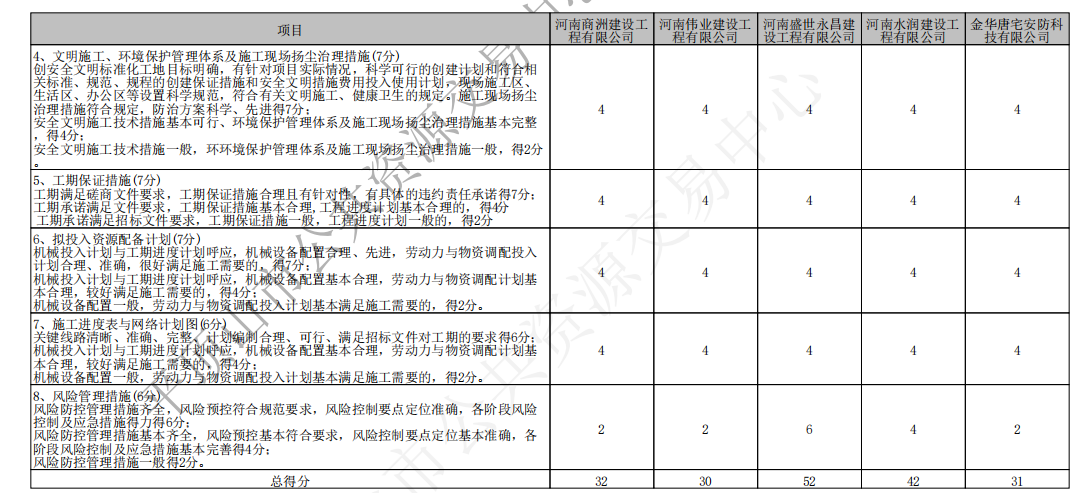 项目 河南商洲建设工程有限公司 河南伟业建设工程有限公司 河南盛世永昌建设工程有限公司 河南水润建设工程有限公司 金华唐宅安防科技有限公司
4、文明施工、环境保护管理体系及施工现场扬尘治理措施(7分)
创安全文明标准化工地目标明确，有针对项目实际情况，科学可行的创建计划和符合相
关标准、规范、规程的创建保证措施和安全文明措施费用投入使用计划，现场施工区、
生活区、办公区等设置科学规范，符合有关文明施工、健康卫生的规定；施工现场扬尘
治理措施符合规定，防治方案科学、先进得7分；
安全文明施工技术措施基本可行、环境保护管理体系及施工现场扬尘治理措施基本完整
，得4分；
安全文明施工技术措施一般，环环境保护管理体系及施工现场扬尘治理措施一般，得2分
。
4 4 4 4 4
5、工期保证措施(7分)
工期满足磋商文件要求，工期保证措施合理且有针对性，有具体的违约责任承诺得7分；
工期承诺满足文件要求，工期保证措施基本合理,工程进度计划基本合理的，得4分
工期承诺满足招标文件要求，工期保证措施一般，工程进度计划一般的，得2分
4 4 4 4 4
6、拟投入资源配备计划(7分)
机械投入计划与工期进度计划呼应，机械设备配置合理、先进，劳动力与物资调配投入
计划合理、准确，很好满足施工需要的，得7分；
机械投入计划与工期进度计划呼应，机械设备配置基本合理，劳动力与物资调配计划基
本合理，较好满足施工需要的，得4分；
机械设备配置一般，劳动力与物资调配投入计划基本满足施工需要的，得2分。
4 4 4 4 4
7、施工进度表与网络计划图(6分)
关键线路清晰、准确、完整，计划编制合理、可行、满足招标文件对工期的要求得6分；
机械投入计划与工期进度计划呼应，机械设备配置基本合理，劳动力与物资调配计划基
本合理，较好满足施工需要的，得4分；
机械设备配置一般，劳动力与物资调配投入计划基本满足施工需要的，得2分。
4 4 4 4 4
8、风险管理措施(6分)
风险防控管理措施齐全，风险预控符合规范要求，风险控制要点定位准确，各阶段风险
控制及应急措施得力得6分；
风险防控管理措施基本齐全，风险预控基本符合要求，风险控制要点定位基本准确，各
阶段风险控制及应急措施基本完善得4分；
风险防控管理措施一般得2分。
2 2 6 4 2
总得分 32 30 52 42 31
平顶山市公共资源交易中心
市公共资源交易中心